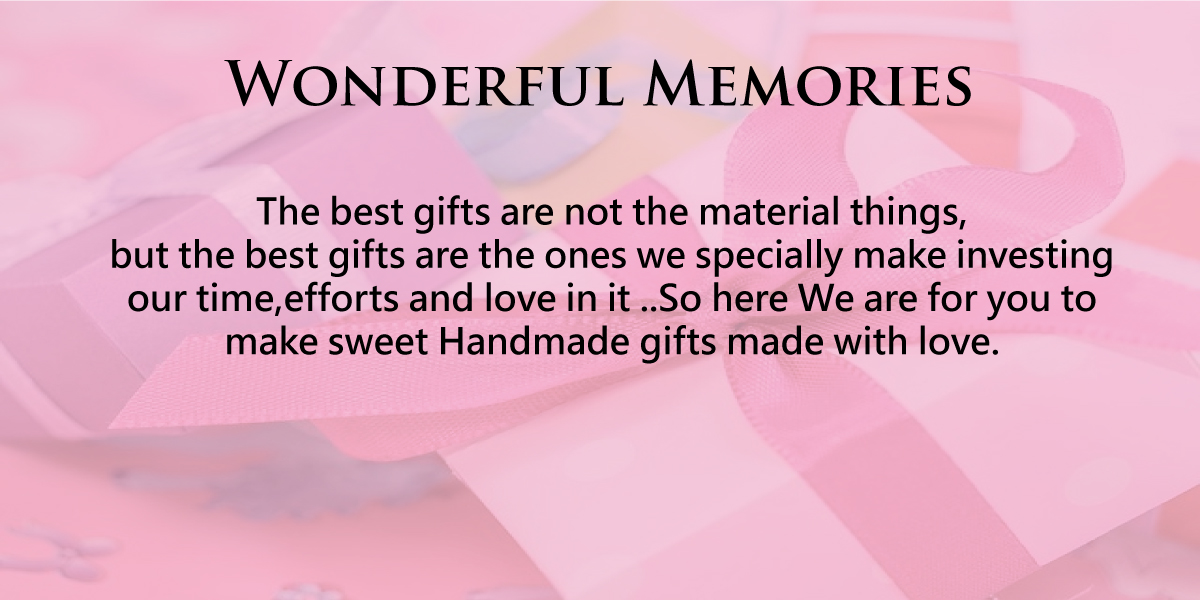 Wonderful Memories
The best gifts are not the material things,
but the best gifts are the ones we specially make investing
our time,efforts and love in it ..So here We are for you to
make sweet Handmade gifts made with love.